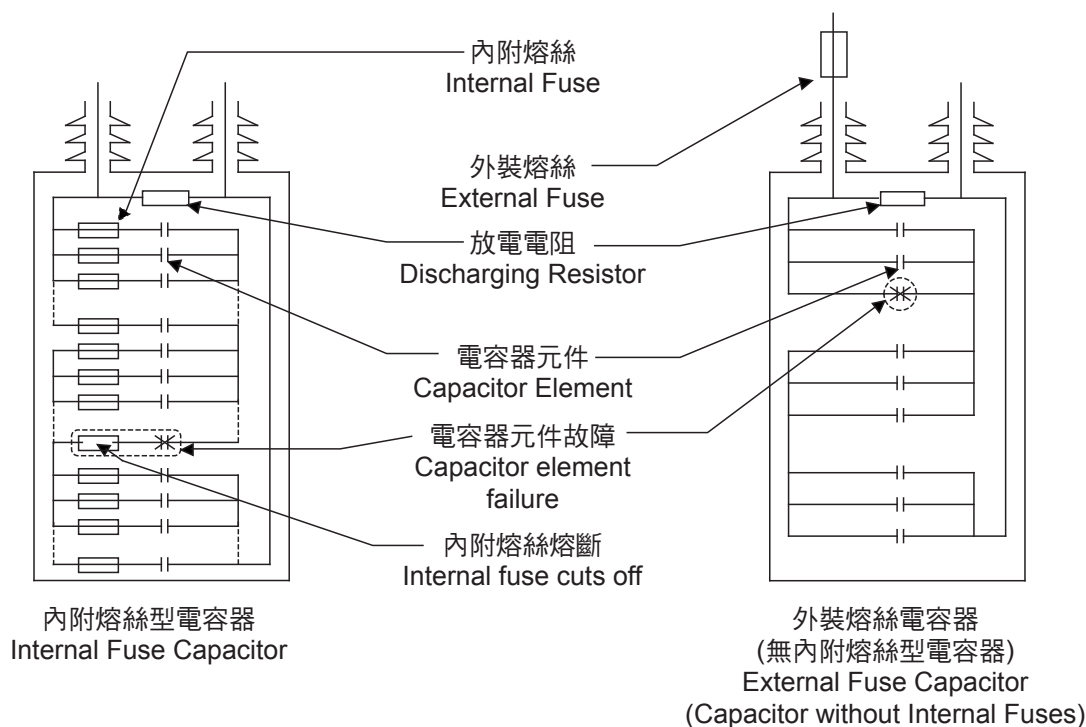 內附熔絲
Internal Fuse
外裝熔絲
External Fuse
放電電阻
Discharging Resistor
電容器元件
Capacitor Element
電容器元件故障
Capacitor element
failure
內附熔絲熔斷
Internal fuse cuts off
內附熔絲型電容器
Internal Fuse Capacitor
外裝熔絲電容器
(無內附熔絲型電容器)
External Fuse Capacitor
(Capacitor without Internal Fuses)